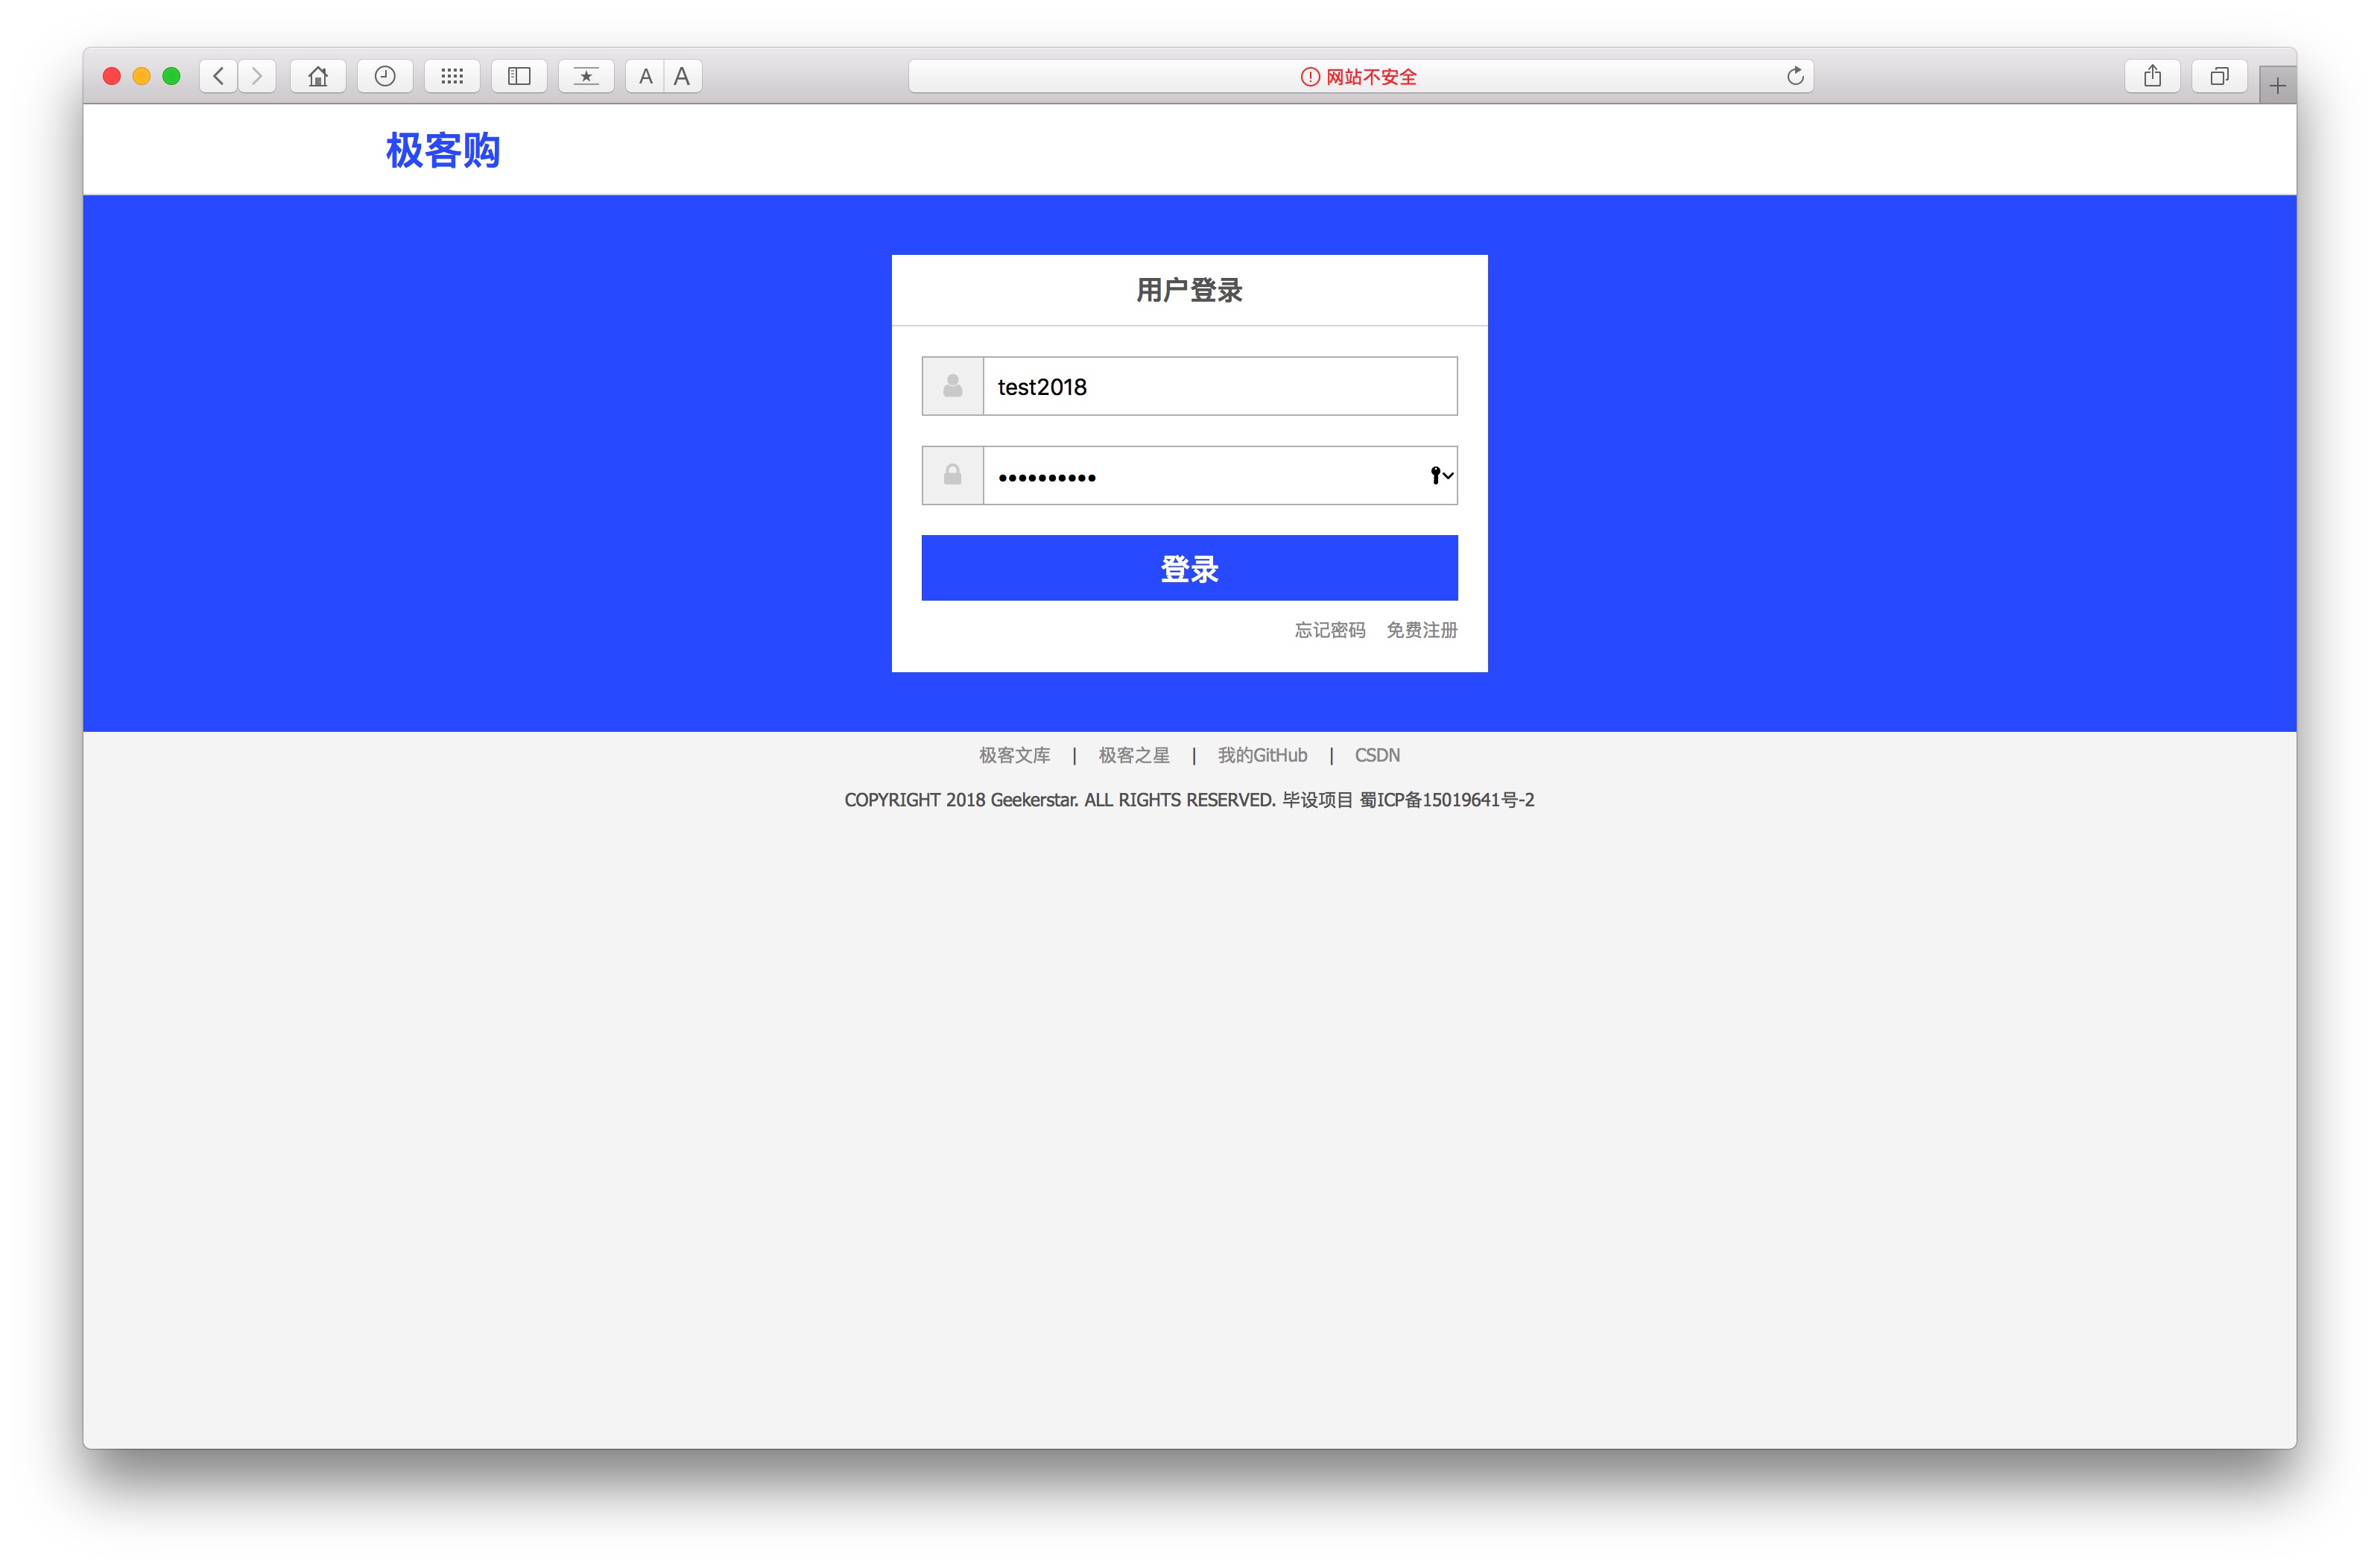 A A 网站不安全
极客购
用户登录
test2018
••••••••••
登录
忘记密码 免费注册
极客文库 | 极客之星 | 我的GitHub | CSDN
COPYRIGHT 2018 Geekerstar. ALL RIGHTS RESERVED. 毕设项目 蜀ICP备15019641号-2